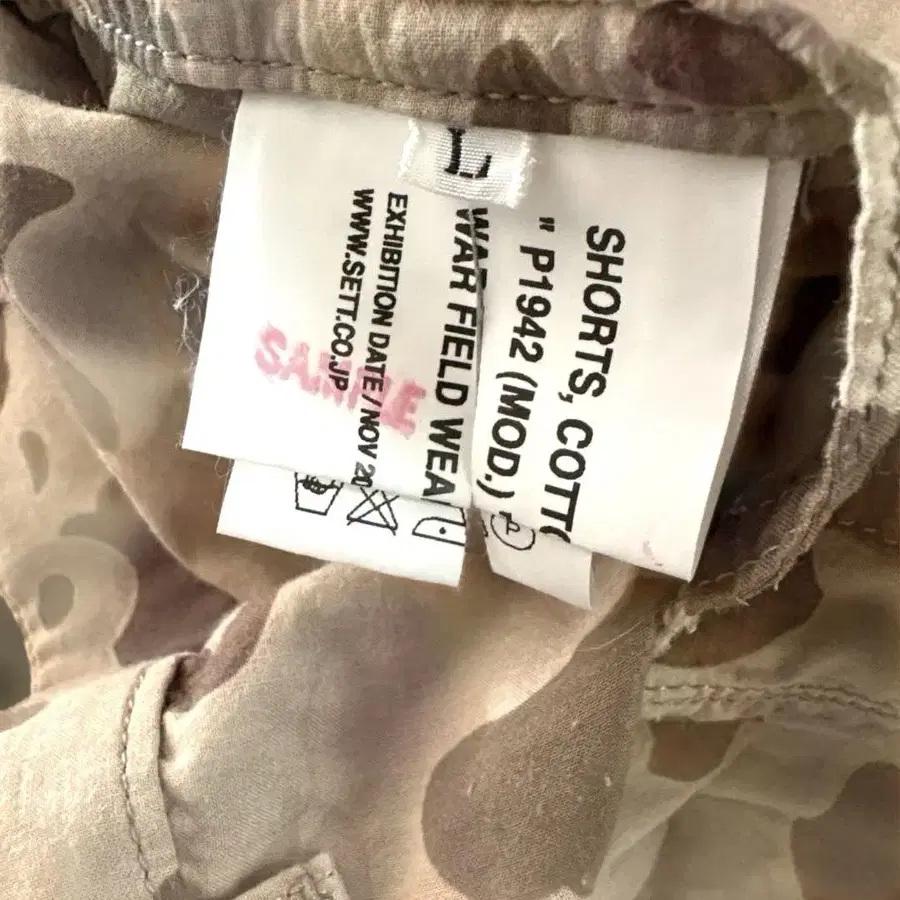 L
SHORTS, COTT
" P1942 (MOD.)
WAR FIELD WEA
EXHIBITION DATE / NOV 20
WWW.SETT.CO.JP
SAMPLE
P